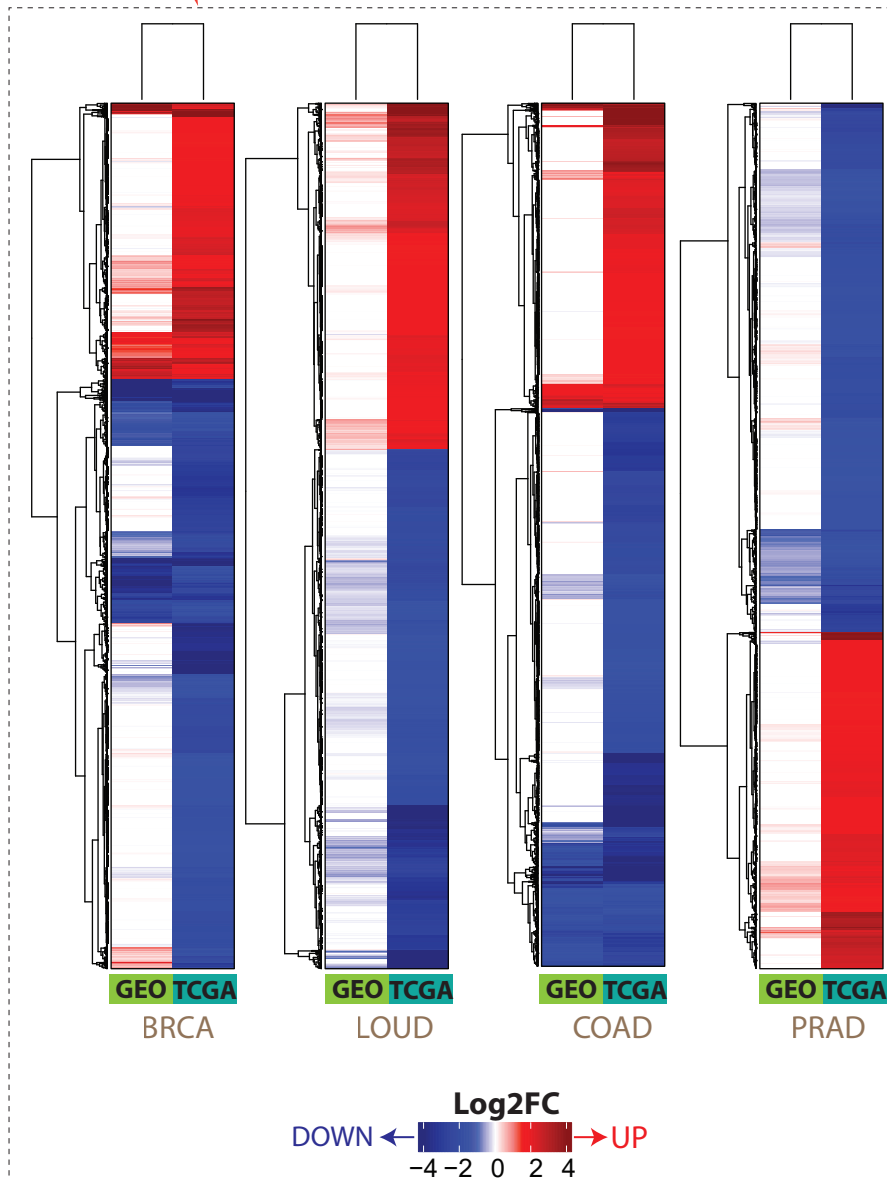 GEO TCGA GEO TCGA GEO TCGA GEO TCGA
BRCA LOUD COAD PRAD
Log2FC
DOWN UP
−4 −2 0 2 4